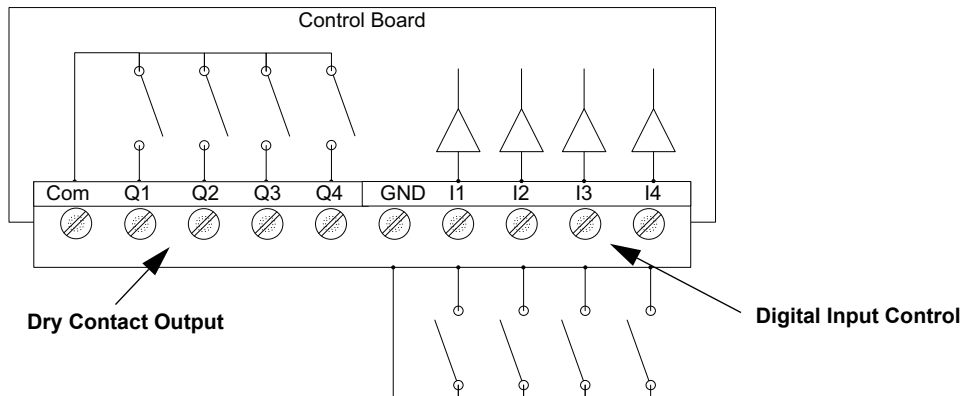 Control Board
Com Q1 Q2 Q3 Q4 GND I1 I2 I3 I4
Dry Contact Output
Digital Input Control